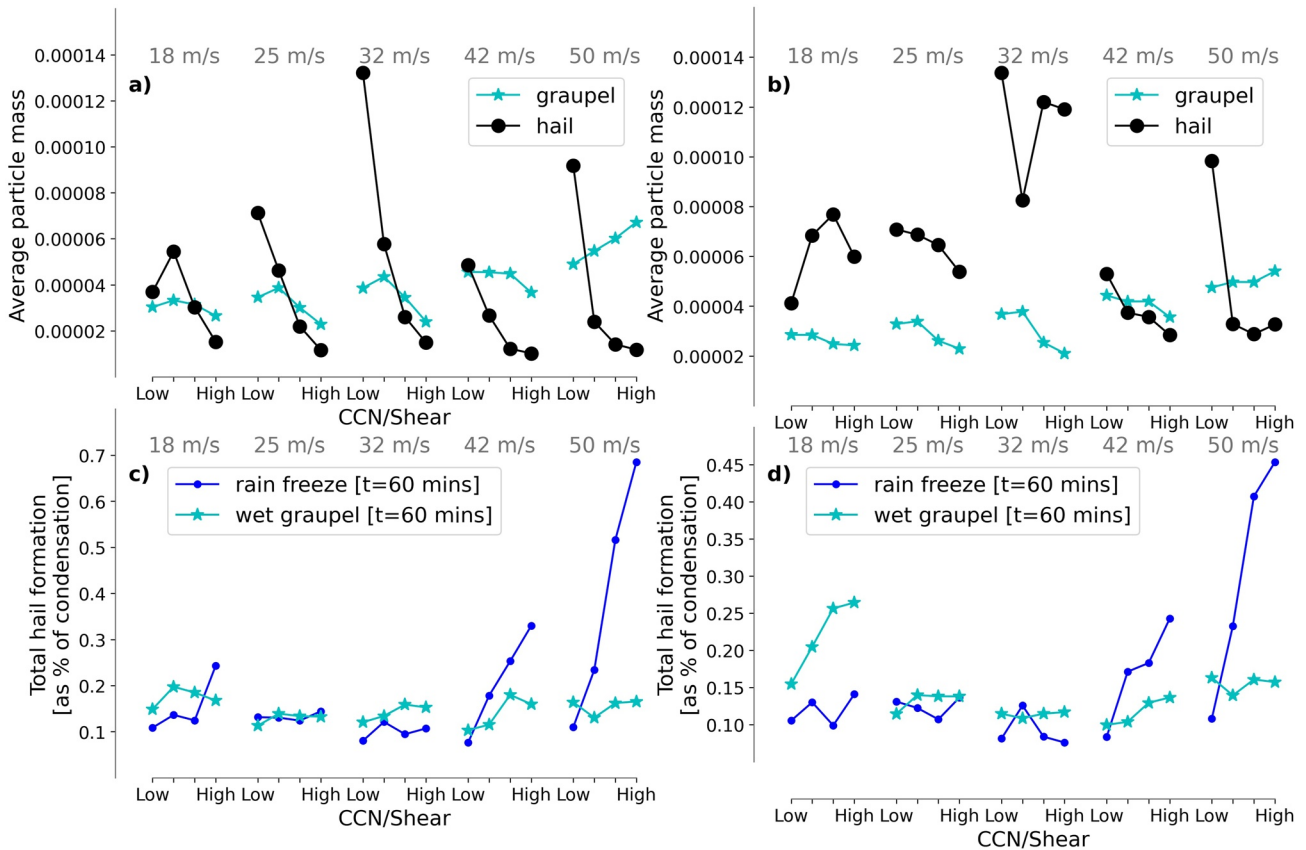 18 m/s 25 m/s 32 m/s 42 m/s 50 m/s
a)
graupel
hail
0.00014
0.00012
0.00010
0.00008
0.00006
0.00004
0.00002
Average particle mass
Low High Low High Low High Low High Low High
CCN/Shear
18 m/s 25 m/s 32 m/s 42 m/s 50 m/s
b)
graupel
hail
0.00014
0.00012
0.00010
0.00008
0.00006
0.00004
0.00002
Average particle mass
Low High Low High Low High Low High Low High
18 m/s 25 m/s 32 m/s 42 m/s 50 m/s
c)
rain freeze [t=60 mins]
wet graupel [t=60 mins]
0.7
0.6
0.5
0.4
0.3
0.2
0.1
Total hail formation
[as % of condensation]
Low High Low High Low High Low High Low High
CCN/Shear
18 m/s 25 m/s 32 m/s 42 m/s 50 m/s
d)
rain freeze [t=60 mins]
wet graupel [t=60 mins]
0.45
0.40
0.35
0.30
0.25
0.20
0.15
0.10
Total hail formation
[as % of condensation]
Low High Low High Low High Low High Low High
CCN/Shear